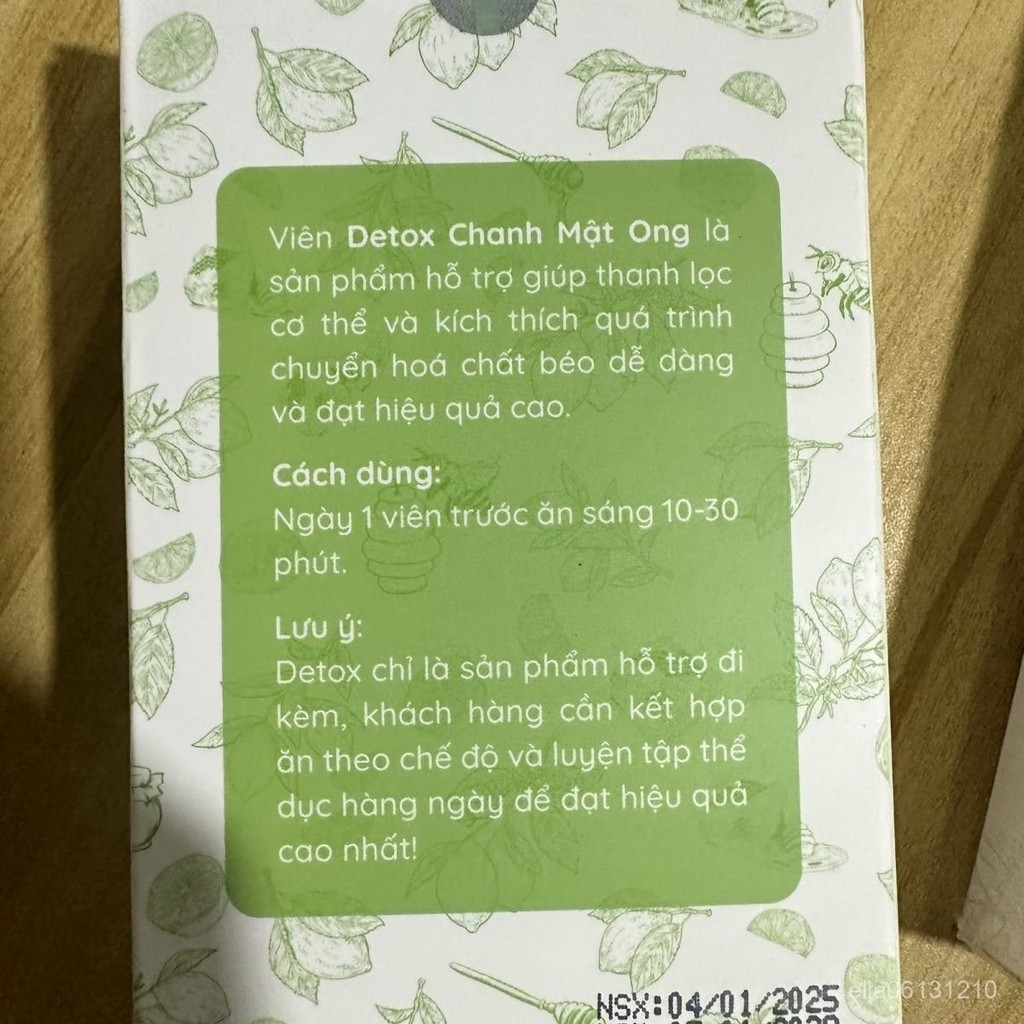 Viên Detox Chanh Mật Ong là
sản phẩm hỗ trợ giúp thanh lọc
cơ thể và kích thích quá trình
chuyển hoá chất béo dễ dàng
và đạt hiệu quả cao.
Cách dùng:
Ngày 1 viên trước ăn sáng 10-30
phút.
Lưu ý:
Detox chỉ là sản phẩm hỗ trợ đi
kèm, khách hàng cần kết hợp
ăn theo chế độ và luyện tập thể
dục hàng ngày để đạt hiệu quả
cao nhất!
NSX:04/01/2025
ella06131210